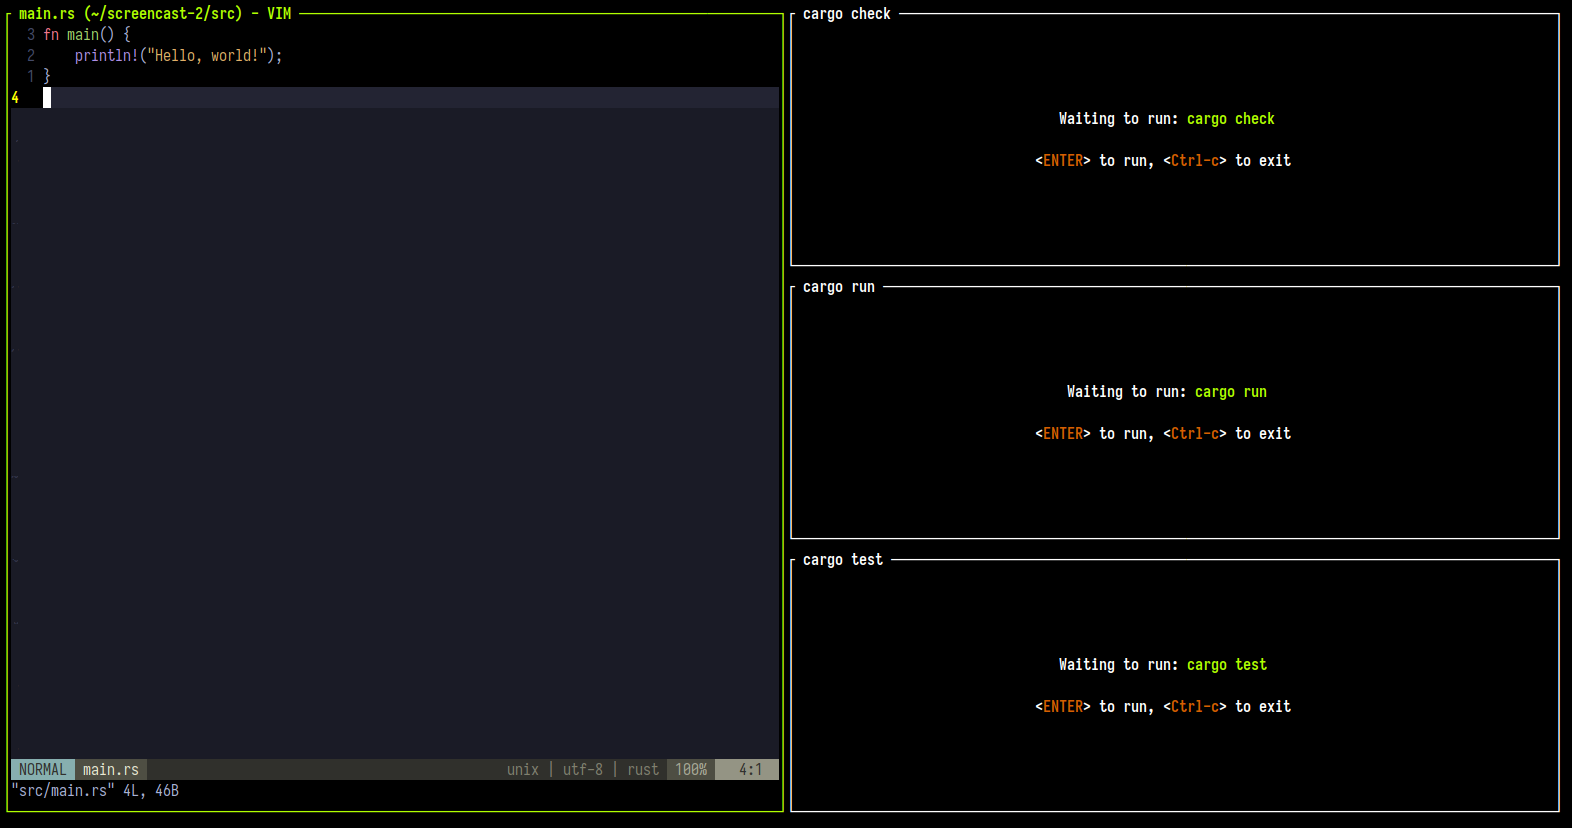 main.rs (~/screencast-2/src) - VIM
3 fn main() {
2     println!("Hello, world!");
1 }
4
NORMAL main.rs unix | utf-8 | rust 100% 4:1
"src/main.rs" 4L, 46B
cargo check
Waiting to run: cargo check
<ENTER> to run, <Ctrl-c> to exit
cargo run
Waiting to run: cargo run
<ENTER> to run, <Ctrl-c> to exit
cargo test
Waiting to run: cargo test
<ENTER> to run, <Ctrl-c> to exit